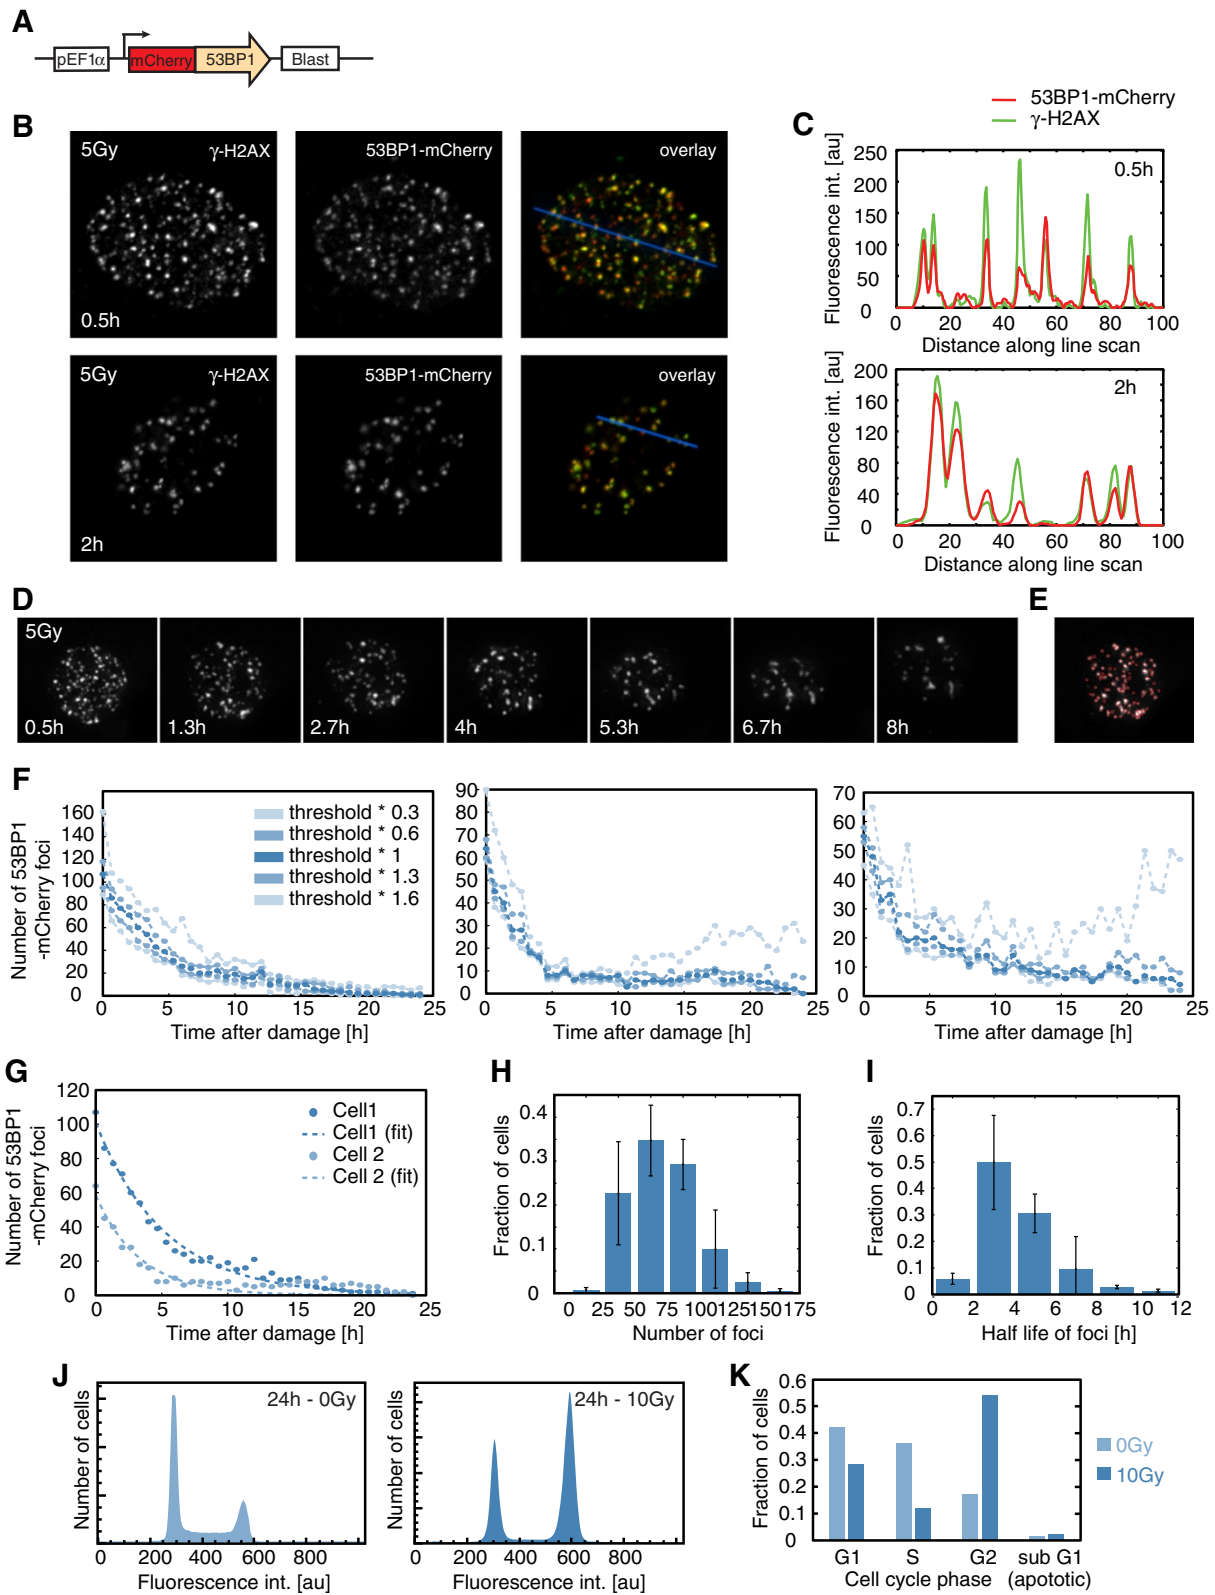 A
pEF1α
mCherry
53BP1
Blast
B
5Gy
γ-H2AX
0.5h
53BP1-mCherry
overlay
5Gy
γ-H2AX
2h
53BP1-mCherry
overlay
53BP1-mCherry
γ-H2AX
C
Fluorescence int. [au]
250
200
150
100
50
0
0.5h
0 20 40 60 80 100
Distance along line scan
Fluorescence int. [au]
200
160
120
80
40
0
2h
0 20 40 60 80 100
Distance along line scan
D
5Gy
0.5h
1.3h
2.7h
4h
5.3h
6.7h
8h
E
F
Number of 53BP1
-mCherry foci
160
140
120
100
80
60
40
20
0
threshold * 0.3
threshold * 0.6
threshold * 1
threshold * 1.3
threshold * 1.6
0 5 10 15 20 25
Time after damage [h]
90
80
70
60
50
40
30
20
10
0
0 5 10 15 20 25
Time after damage [h]
70
60
50
40
30
20
10
0
0 5 10 15 20 25
Time after damage [h]
G
Number of 53BP1
-mCherry foci
120
100
80
60
40
20
0
Cell1
Cell1 (fit)
Cell 2
Cell 2 (fit)
0 5 10 15 20 25
Time after damage [h]
H
Fraction of cells
0.4
0.3
0.2
0.1
0
0 25 50 75 100 125 150 175
Number of foci
I
Fraction of cells
0.7
0.6
0.5
0.4
0.3
0.2
0.1
0
0 2 4 6 8 10 12
Half life of foci [h]
J
Number of cells
24h - 0Gy
0 200 400 600 800
Fluorescence int. [au]
Number of cells
24h - 10Gy
0 200 400 600 800
Fluorescence int. [au]
K
Fraction of cells
0.6
0.5
0.4
0.3
0.2
0.1
0
0Gy
10Gy
G1 S G2 sub G1
(apoptotic)
Cell cycle phase